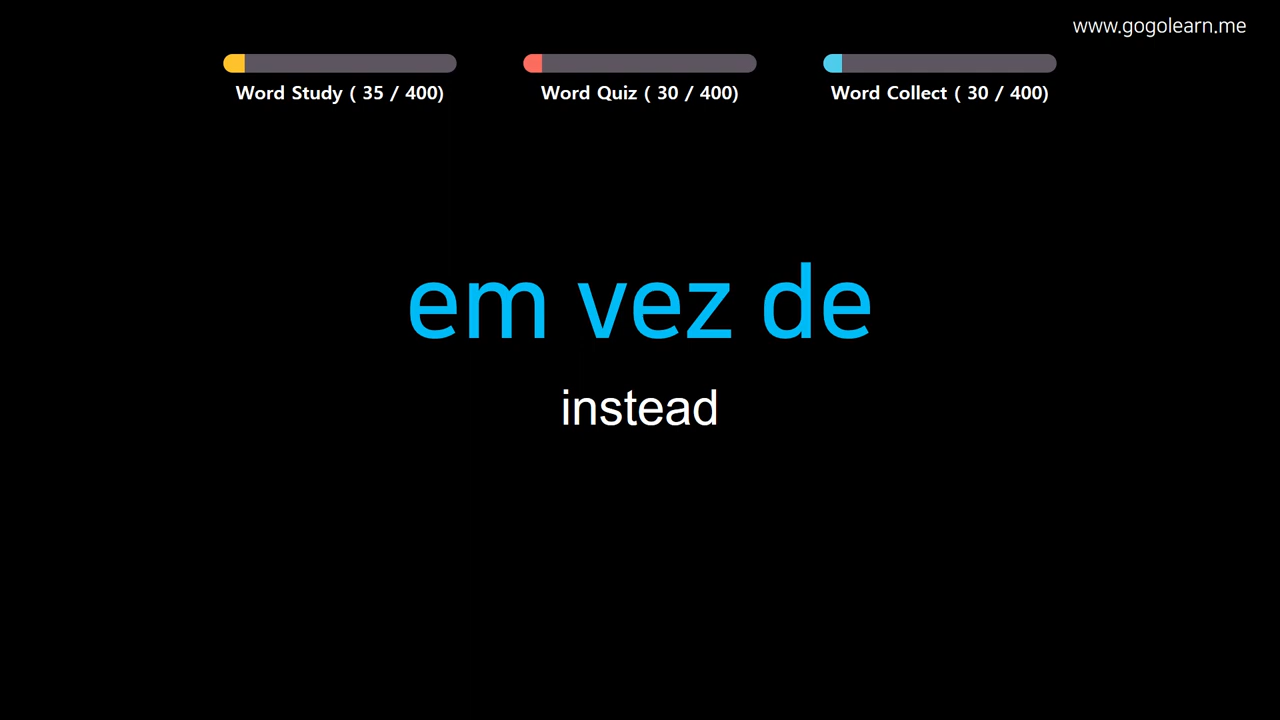 www.gogolearn.me
Word Study ( 35 / 400)
Word Quiz ( 30 / 400)
Word Collect ( 30 / 400)
em vez de
instead